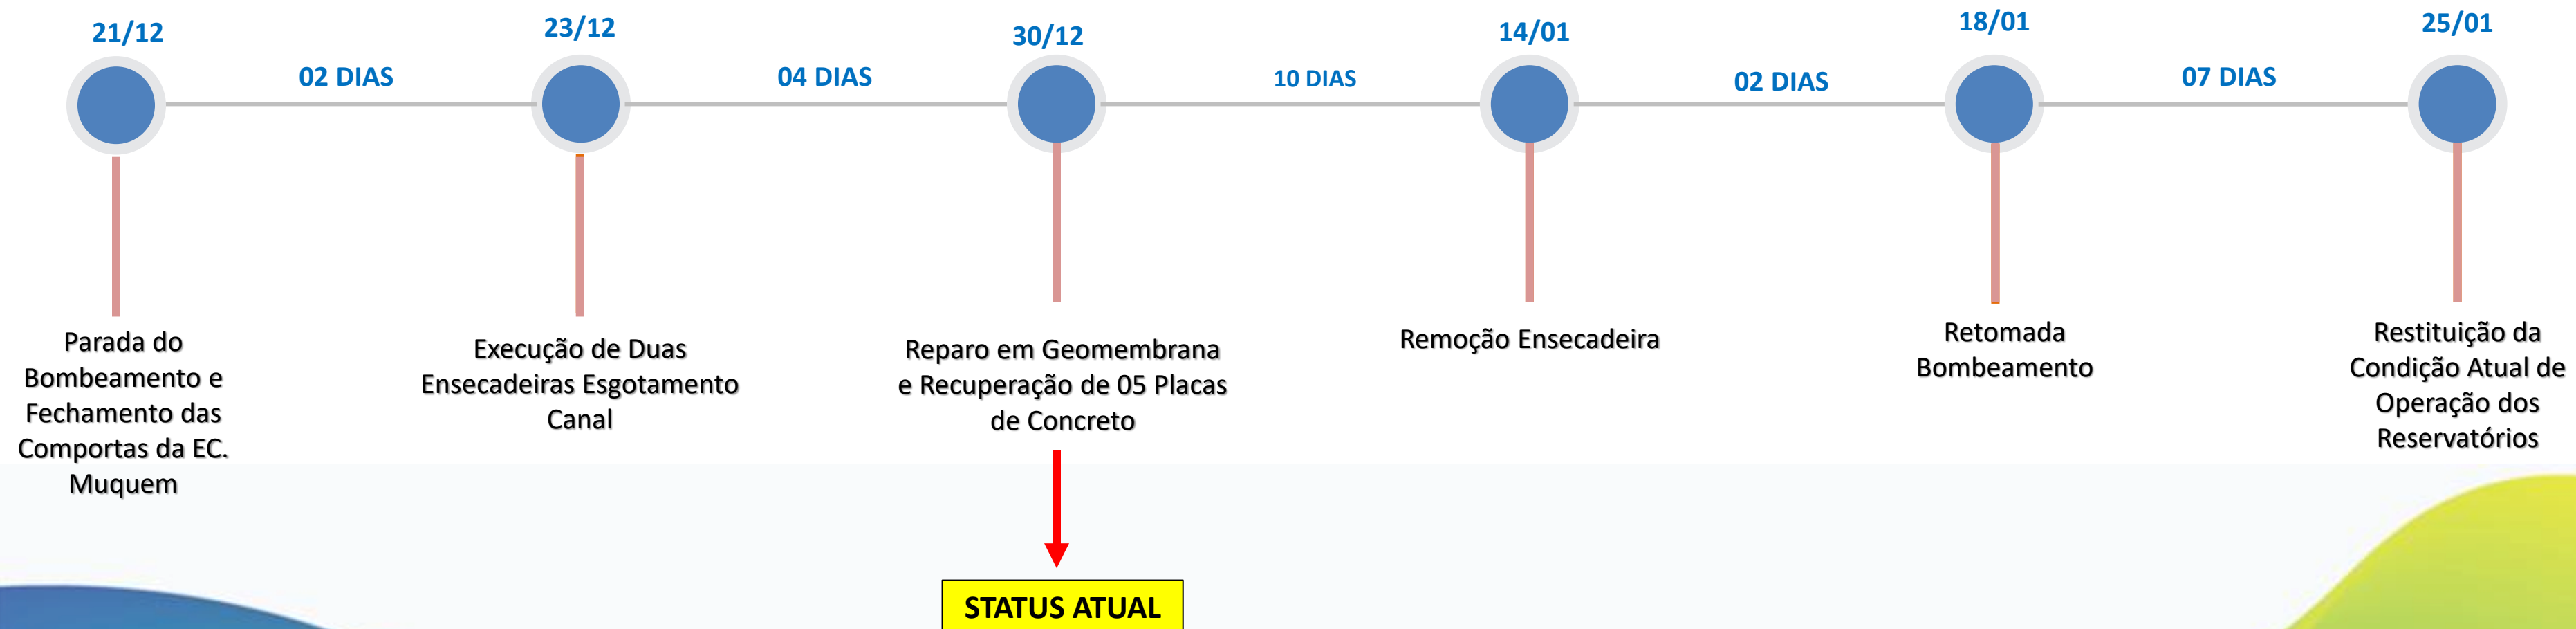 21/12
23/12
30/12
14/01
18/01
25/01
02 DIAS
04 DIAS
10 DIAS
02 DIAS
07 DIAS
Parada do
Bombeamento e
Fechamento das
Comportas da EC.
Muquem
Execução de Duas
Ensecadeiras Esgotamento
Canal
Reparo em Geomembrana
e Recuperação de 05 Placas
de Concreto
Remoção Ensecadeira
Retomada
Bombeamento
Restituição da
Condição Atual de
Operação dos
Reservatórios
STATUS ATUAL